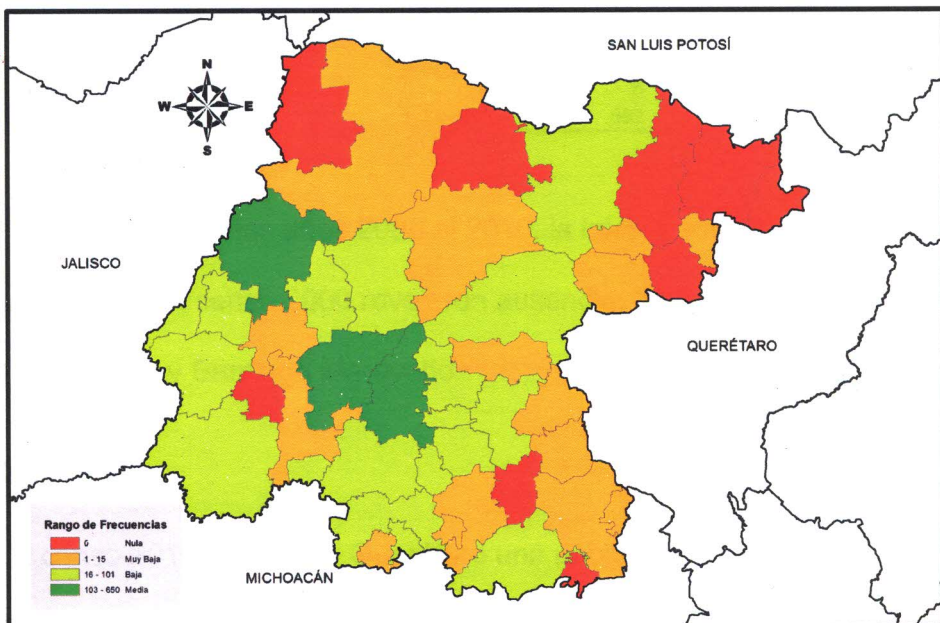 SAN LUIS POTOSÍ
N
W E
S
JALISCO
QUERÉTARO
Rango de Frecuencias
0 Nula
1 - 15 Muy Baja
16 - 101 Baja
103 - 650 Media
MICHOACÁN